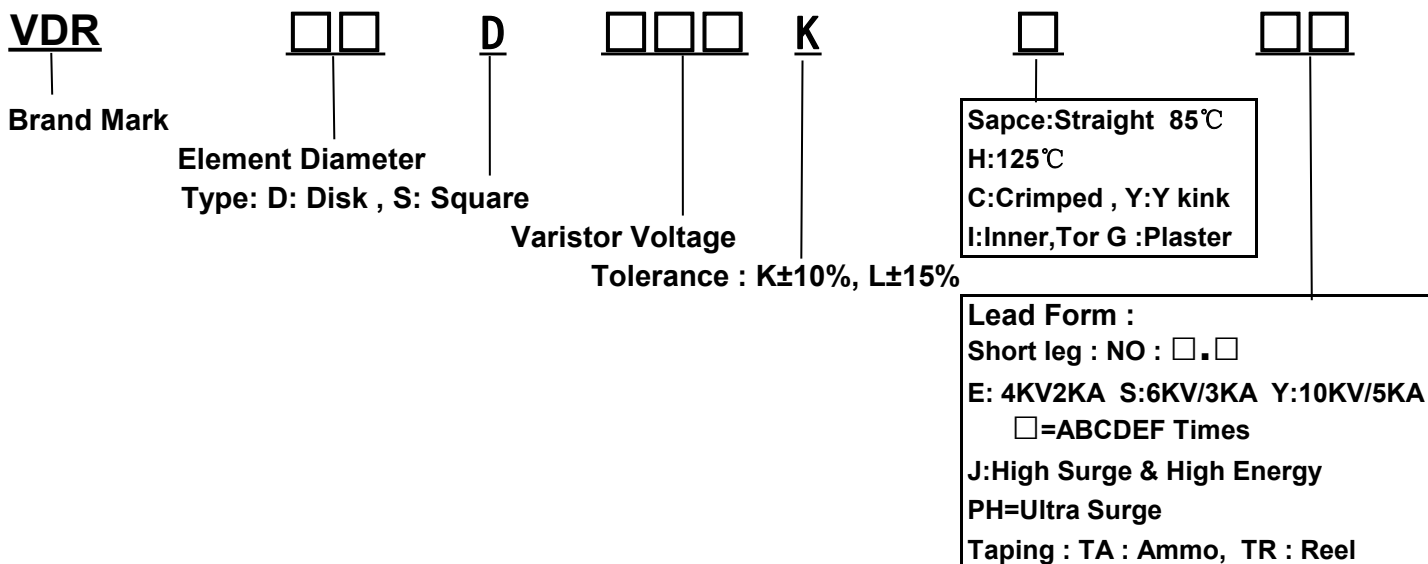 VDR □□ D □□□ K □ □□
Brand Mark
Element Diameter
Type: D: Disk , S: Square
Varistor Voltage
Tolerance : K±10%, L±15%
Sapce:Straight 85℃
H:125℃
C:Crimped , Y:Y kink
I:Inner,Tor G :Plaster
Lead Form :
Short leg : NO : □.□
E: 4KV2KA S:6KV/3KA Y:10KV/5KA
□=ABCDEF Times
J:High Surge & High Energy
PH=Ultra Surge
Taping : TA : Ammo, TR : Reel